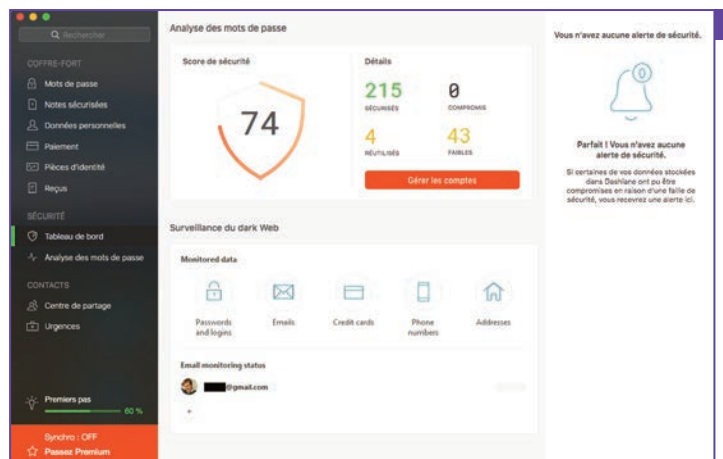 Rechercher
COFFRE-FORT
Mots de passe
Notes sécurisées
Données personnelles
Paiement
Pièces d'identité
Reçus
SÉCURITÉ
Tableau de bord
Analyse des mots de passe
CONTACTS
Centre de partage
Urgences
Premiers pas
60 %
Synchro : OFF
Passez Premium
Analyse des mots de passe
Score de sécurité
74
Détails
215
SÉCURISÉS
0
COMPROMIS
4
RÉUTILISÉS
43
FAIBLES
Gérer les comptes
Surveillance du dark Web
Monitored data
Passwords
and logins
Emails
Credit cards
Phone
numbers
Addresses
Email monitoring status
@gmail.com
+
Vous n'avez aucune alerte de sécurité.
0
Parfait ! Vous n'avez aucune
alerte de sécurité.
Si certaines de vos données stockées
dans Dashlane ont pu être
compromises en raison d'une faille de
sécurité, vous recevrez une alerte ici.